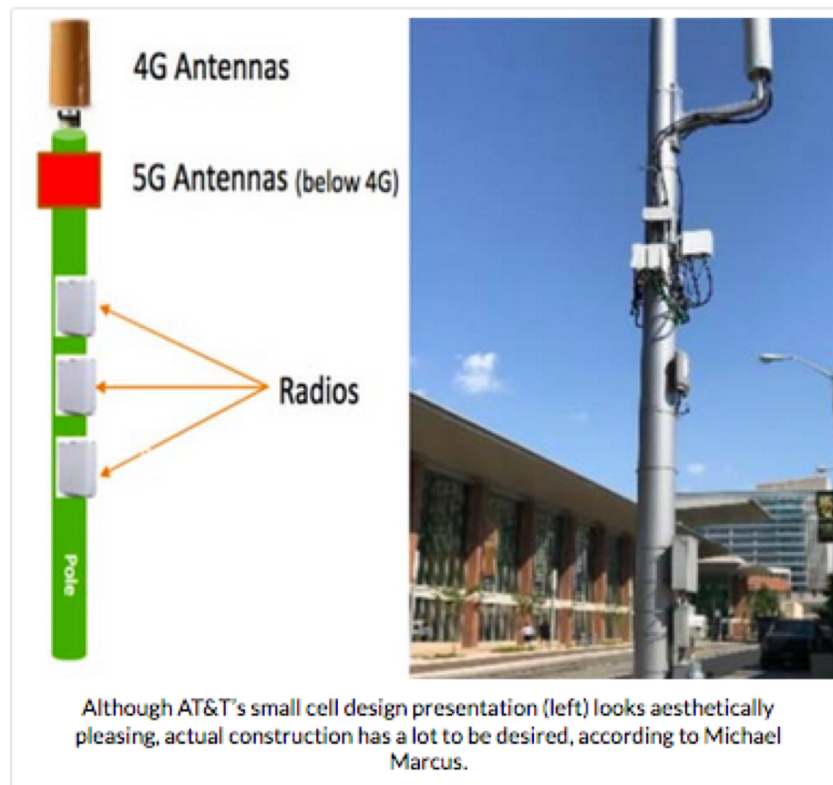 4G Antennas
5G Antennas (below 4G)
Radios
Pole
Although AT&T's small cell design presentation (left) looks aesthetically
pleasing, actual construction has a lot to be desired, according to Michael
Marcus.